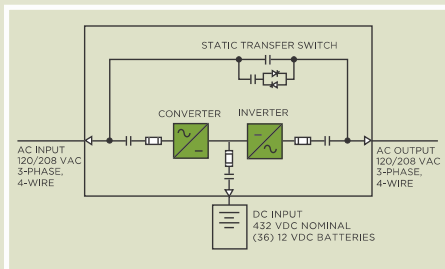 STATIC TRANSFER SWITCH
CONVERTER
INVERTER
AC INPUT
120/208 VAC
3-PHASE,
4-WIRE
AC OUTPUT
120/208 VAC
3-PHASE,
4-WIRE
DC INPUT
432 VDC NOMINAL
(36) 12 VDC BATTERIES